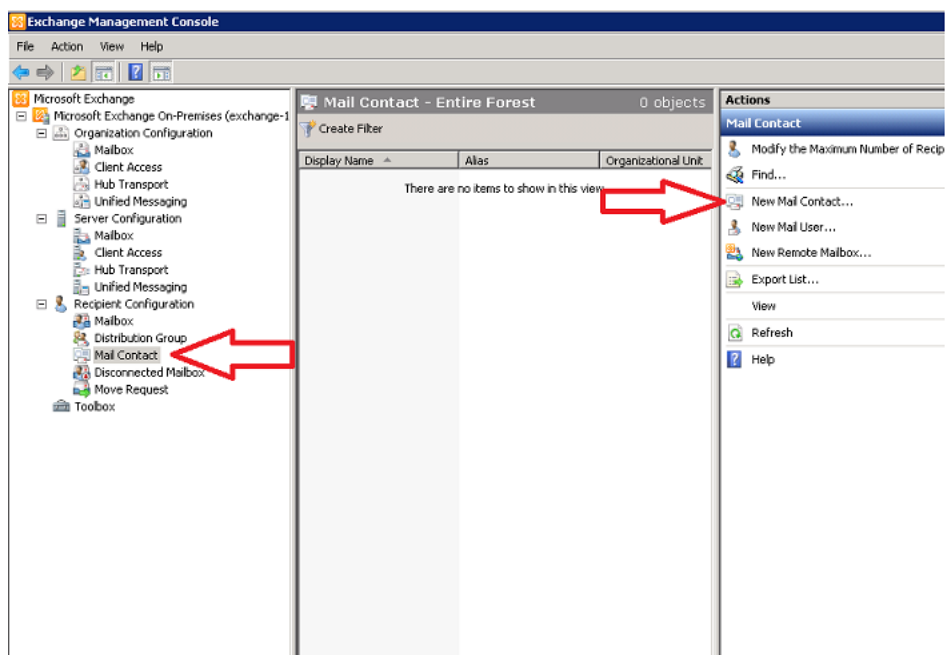 Exchange Management Console
File Action View Help
Microsoft Exchange
Microsoft Exchange On-Premises (exchange-1
Organization Configuration
Mailbox
Client Access
Hub Transport
Unified Messaging
Server Configuration
Mailbox
Client Access
Hub Transport
Unified Messaging
Recipient Configuration
Mailbox
Distribution Group
Mail Contact
Disconnected Mailbox
Move Request
Toolbox
Mail Contact - Entire Forest 0 objects
Create Filter
Display Name Alias Organizational Unit
There are no items to show in this view
Actions
Mail Contact
Modify the Maximum Number of Recip
Find...
New Mail Contact...
New Mail User...
New Remote Mailbox...
Export List...
View
Refresh
Help